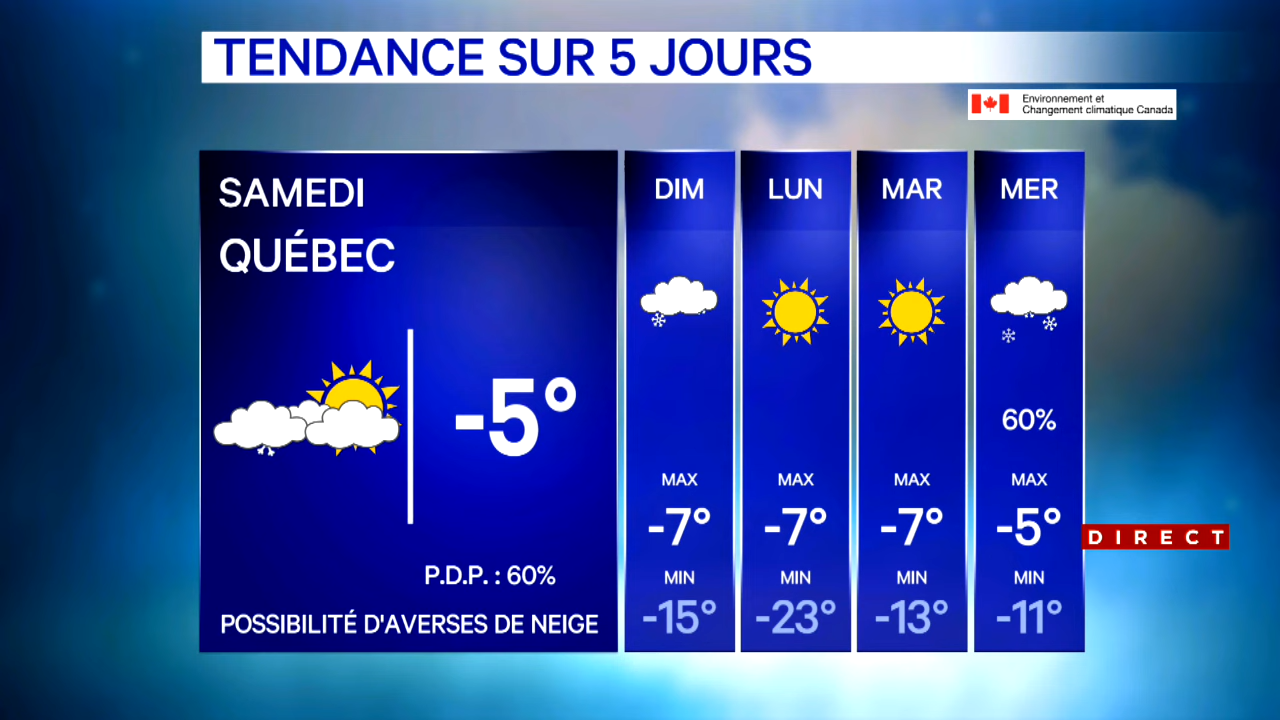 TENDANCE SUR 5 JOURS
Environnement et
Changement climatique Canada
SAMEDI
QUÉBEC
-5°
P.D.P. : 60%
POSSIBILITÉ D'AVERSES DE NEIGE
DIM
MAX
-7°
MIN
-15°
LUN
MAX
-7°
MIN
-23°
MAR
MAX
-7°
MIN
-13°
MER
60%
MAX
-5°
MIN
-11°
DIRECT